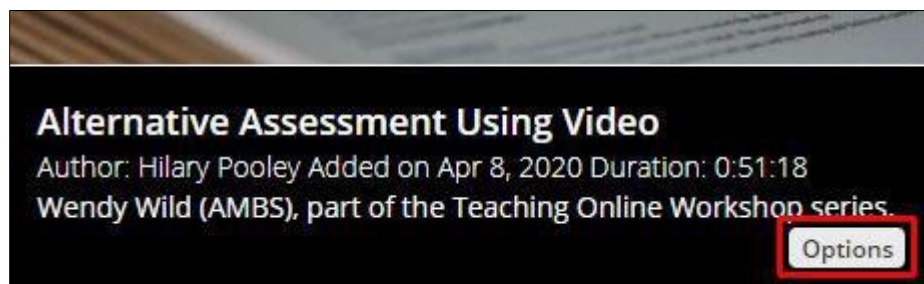 Alternative Assessment Using Video
Author: Hilary Pooley Added on Apr 8, 2020 Duration: 0:51:18
Wendy Wild (AMBS), part of the Teaching Online Workshop series.
Options